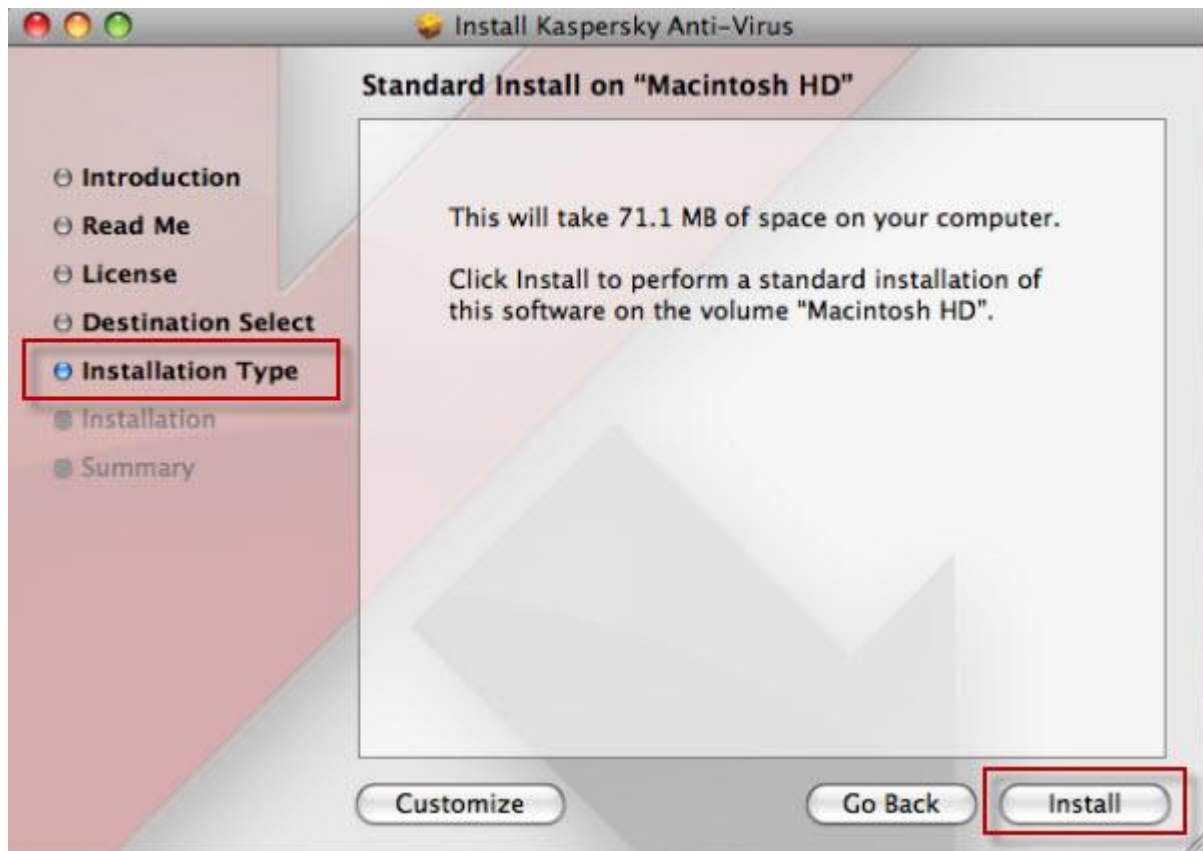 Install Kaspersky Anti-Virus
Standard Install on “Macintosh HD”
Introduction
Read Me
License
Destination Select
Installation Type
Installation
Summary
This will take 71.1 MB of space on your computer.
Click Install to perform a standard installation of
this software on the volume “Macintosh HD”.
Customize
Go Back
Install